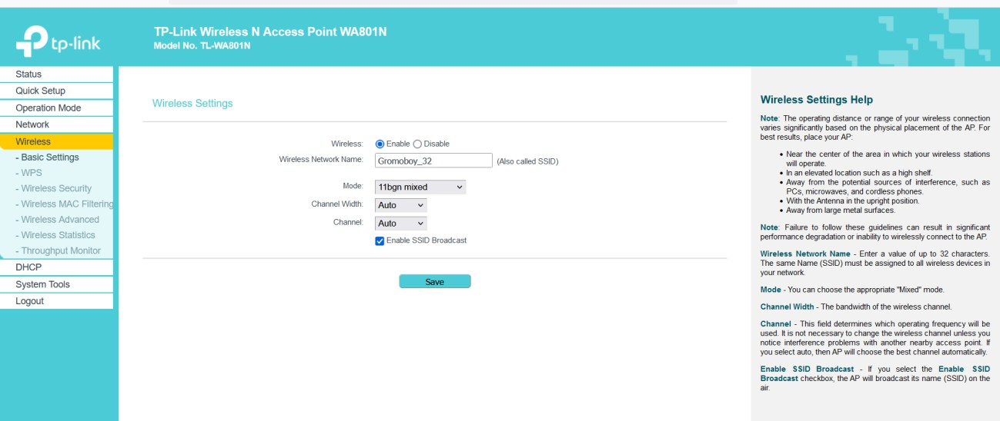 tp-link
TP-Link Wireless N Access Point WA801N
Model No. TL-WA801N
Status
Quick Setup
Operation Mode
Network
Wireless
- Basic Settings
- WPS
- Wireless Security
- Wireless MAC Filtering
- Wireless Advanced
- Wireless Statistics
- Throughput Monitor
DHCP
System Tools
Logout
Wireless Settings
Wireless: Enable Disable
Wireless Network Name: Gromoboy_32 (Also called SSID)
Mode: 11bgn mixed
Channel Width: Auto
Channel: Auto
Enable SSID Broadcast
Save
Wireless Settings Help
Note: The operating distance or range of your wireless connection
varies significantly based on the physical placement of the AP. For
best results, place your AP:
• Near the center of the area in which your wireless stations
will operate.
• In an elevated location such as a high shelf.
• Away from the potential sources of interference, such as
PCs, microwaves, and cordless phones.
• With the Antenna in the upright position.
• Away from large metal surfaces.
Note: Failure to follow these guidelines can result in significant
performance degradation or inability to wirelessly connect to the AP.
Wireless Network Name - Enter a value of up to 32 characters.
The same Name (SSID) must be assigned to all wireless devices in
your network.
Mode - You can choose the appropriate "Mixed" mode.
Channel Width - The bandwidth of the wireless channel.
Channel - This field determines which operating frequency will be
used. It is not necessary to change the wireless channel unless you
notice interference problems with another nearby access point. If
you select auto, then AP will choose the best channel automatically.
Enable SSID Broadcast - If you select the Enable SSID
Broadcast checkbox, the AP will broadcast its name (SSID) on the
air.